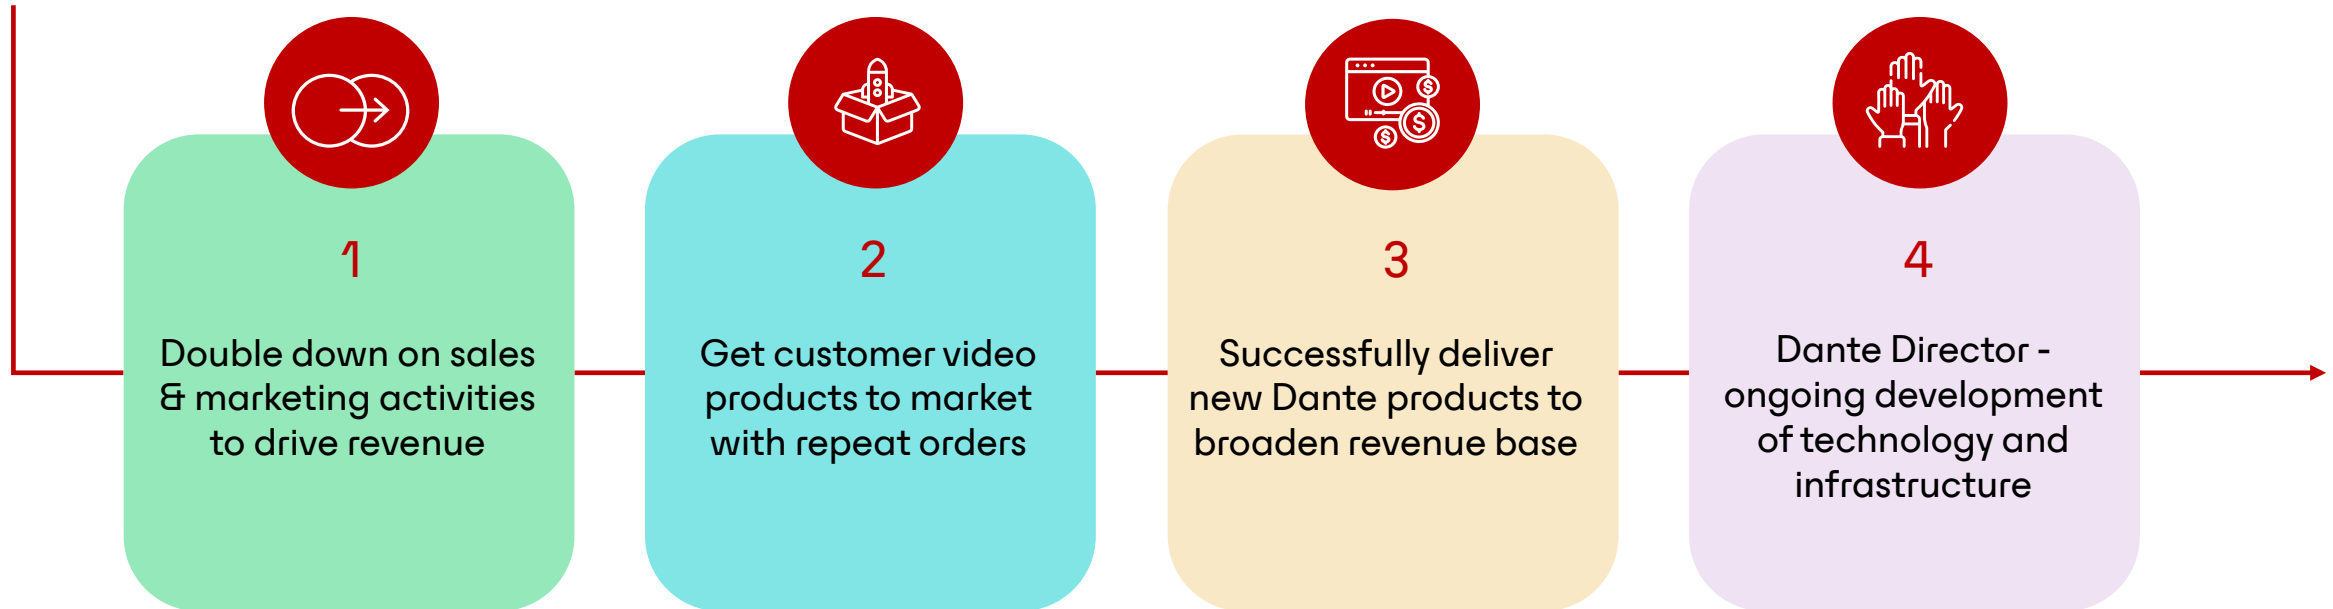 1
Double down on sales
& marketing activities
to drive revenue
2
Get customer video
products to market
with repeat orders
3
Successfully deliver
new Dante products to
broaden revenue base
4
Dante Director -
ongoing development
of technology and
infrastructure